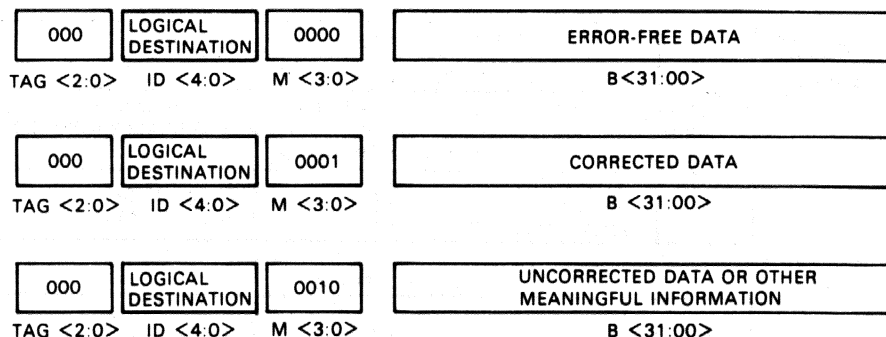 000 LOGICAL DESTINATION 0000 ERROR-FREE DATA
TAG <2:0> ID <4:0> M <3:0> B<31:00>
000 LOGICAL DESTINATION 0001 CORRECTED DATA
TAG <2:0> ID <4:0> M <3:0> B <31:00>
000 LOGICAL DESTINATION 0010 UNCORRECTED DATA OR OTHER MEANINGFUL INFORMATION
TAG <2:0> ID <4:0> M <3:0> B <31:00>